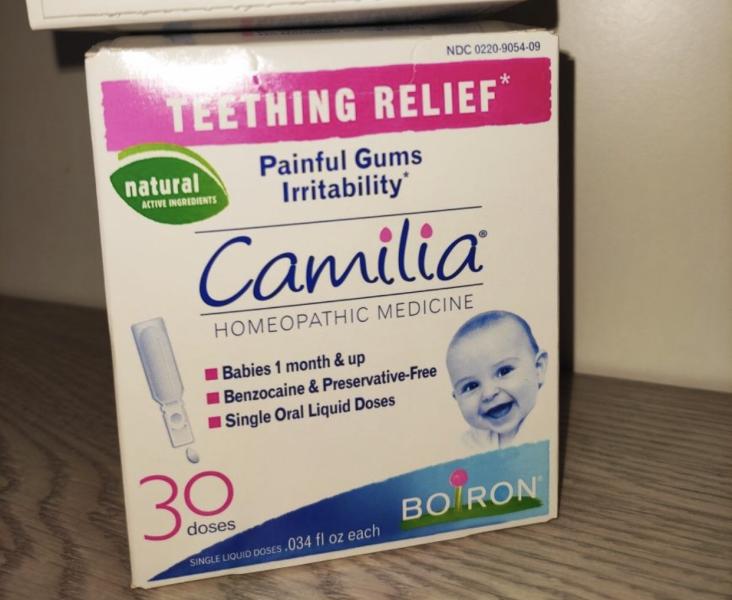 NDC 0220-9054-09
TEETHING RELIEF*
natural
ACTIVE INGREDIENTS
Painful Gums
Irritability*
Camilia®
HOMEOPATHIC MEDICINE
Babies 1 month & up
Benzocaine & Preservative-Free
Single Oral Liquid Doses
30
doses
BOIRON®
SINGLE LIQUID DOSES .034 fl oz each